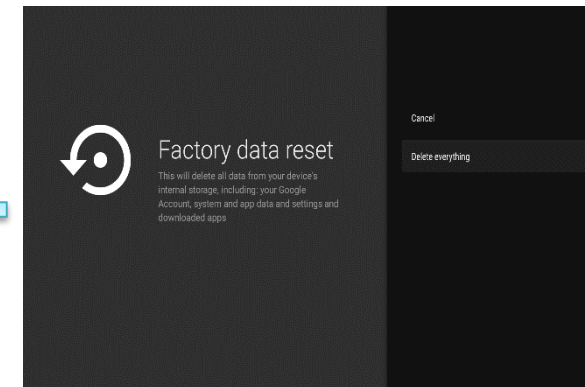 Factory data reset
This will delete all data from your device's
internal storage, including: your Google
Account, system and app data and settings and
downloaded apps
Cancel
Delete everything